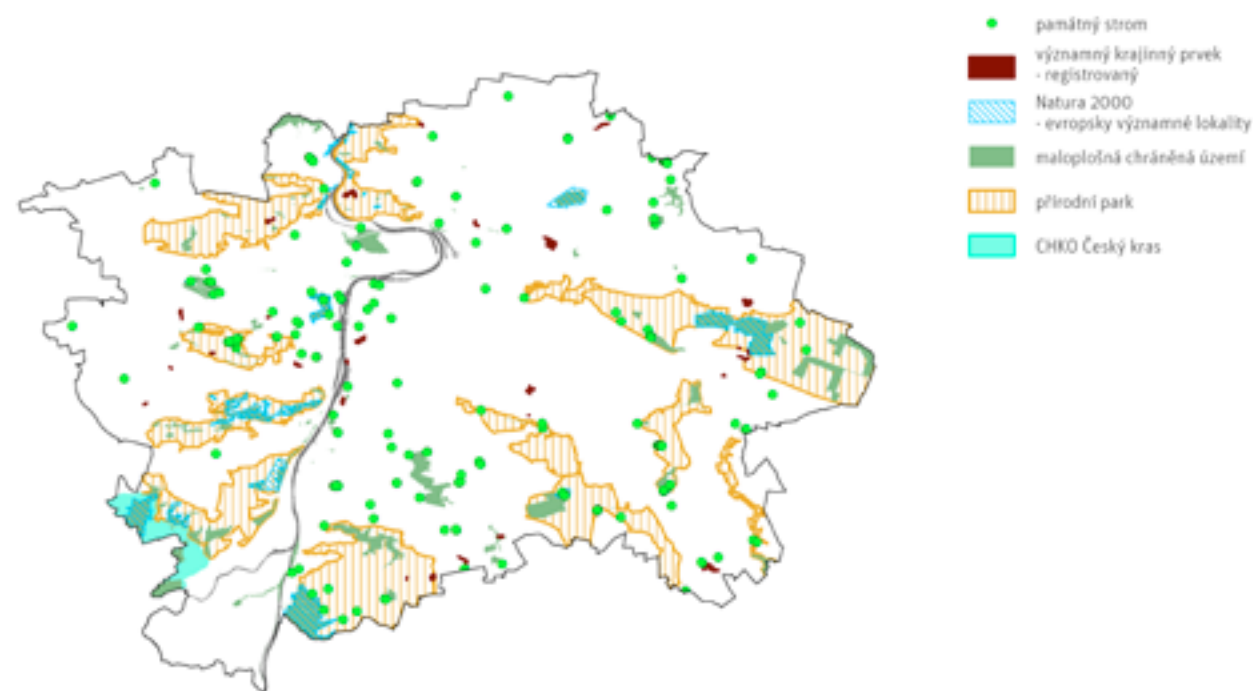 památný strom
významný krajinný prvek
- registrovaný
Natura 2000
- evropsky významné lokality
maloplošná chráněná území
přírodní park
CHKO Český kras